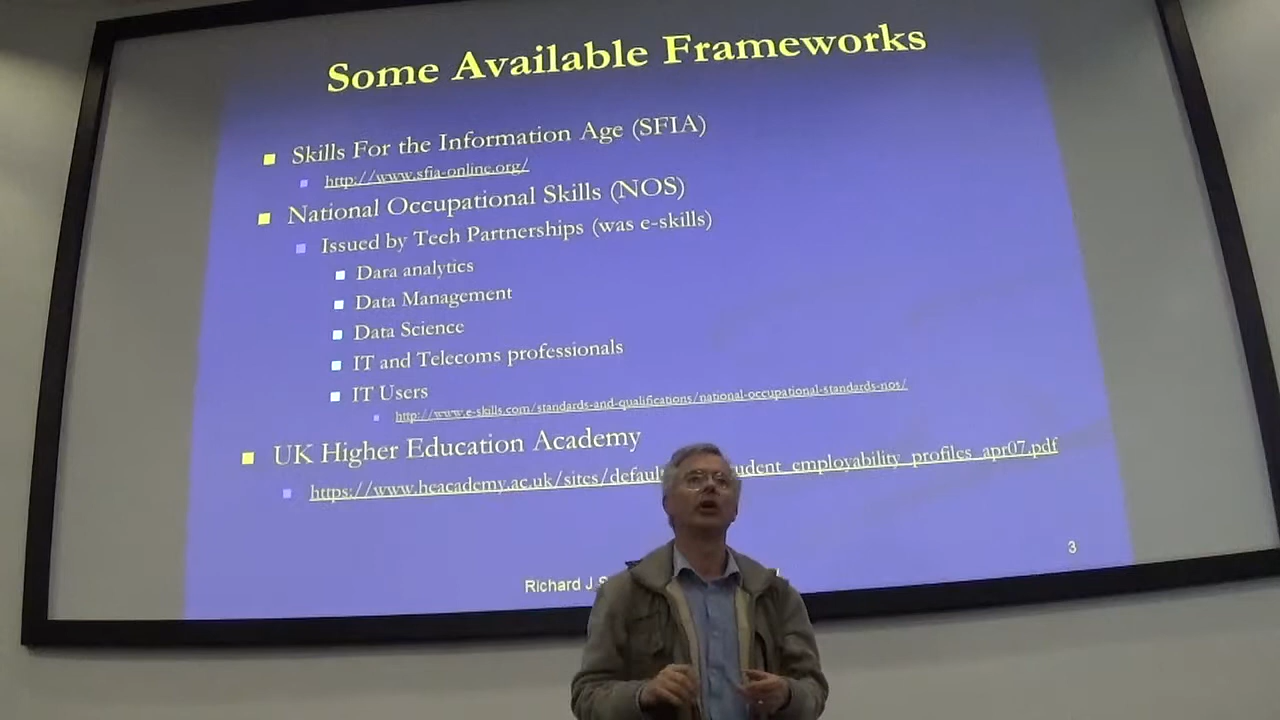 Some Available Frameworks
Skills For the Information Age (SFIA)
http://www.sfia-online.org/
National Occupational Skills (NOS)
Issued by Tech Partnerships (was e-skills)
Dara analytics
Data Management
Data Science
IT and Telecoms professionals
IT Users
http://www.e-skills.com/standards-and-qualifications/national-occupational-standards-nos/
UK Higher Education Academy
https://www.heacademy.ac.uk/sites/defaul udent_employability_profiles_apr07.pdf
3
Richard J